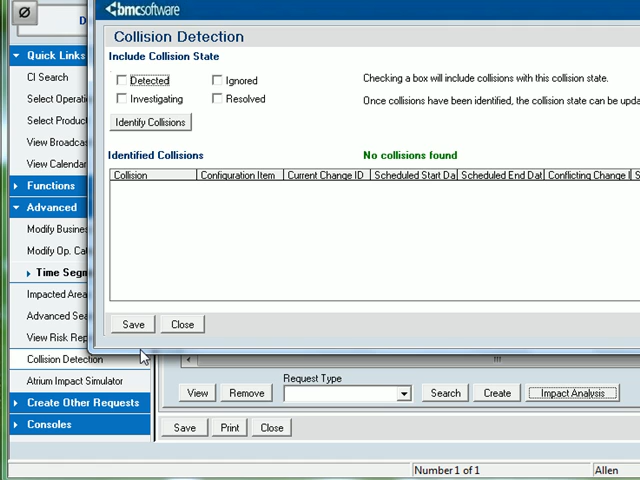 bmcsoftware
D
Collision Detection
Quick Links
Include Collision State
CI Search
Detected
Ignored
Checking a box will include collisions with this collision state.
Select Operati
Investigating
Resolved
Once collisions have been identified, the collision state can be upda
Select Product
Identify Collisions
View Broadca
View Calendar
Identified Collisions
No collisions found
Collision
Configuration Item
Current Change ID
Scheduled Start Da
Scheduled End Dat
Conflicting Change I
S
Functions
Advanced
Modify Busine
Modify Op. Ca
Time Segm
Impacted Area
Advanced Sea
Save
Close
View Risk Rep
Collision Detection
Atrium Impact Simulator
Request Type
View
Remove
Search
Create
Impact Analysis
Create Other Requests
Consoles
Save
Print
Close
Number 1 of 1
Allen